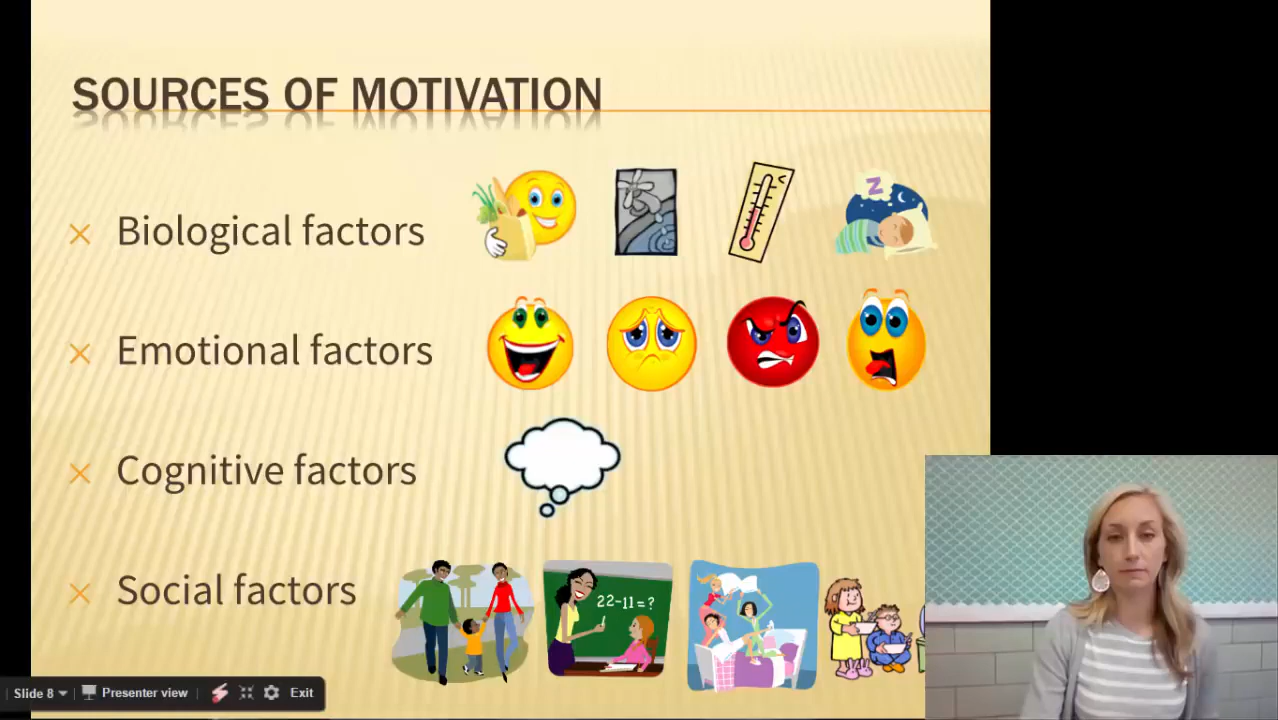 SOURCES OF MOTIVATION
Z
Biological factors
Emotional factors
Cognitive factors
Social factors
22-11=?
Slide 8
Presenter view
Exit